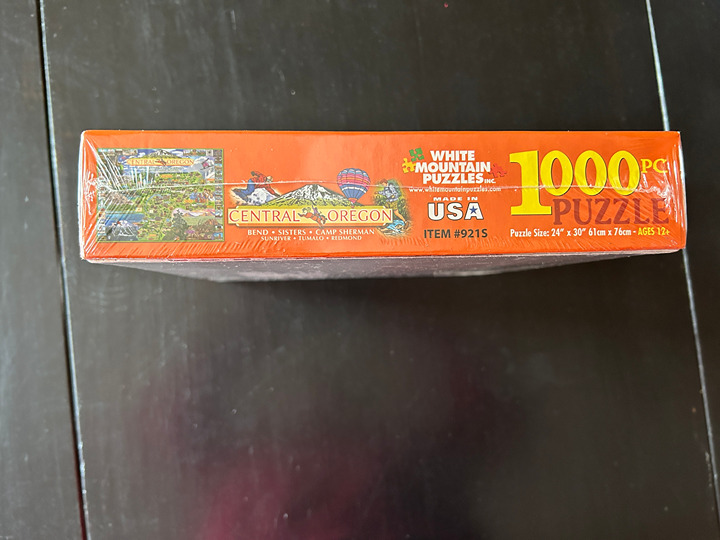 CENTRAL OREGON
CENTRAL OREGON
BEND • SISTERS • CAMP SHERMAN
SUNRIVER • TUMALO • REDMOND
WHITE
MOUNTAIN
PUZZLES INC.
www.whitemountainpuzzles.com
MADE IN
USA
ITEM #921S
1000 PC
PUZZLE
Puzzle Size: 24" x 30" 61cm x 76cm - AGES 12+